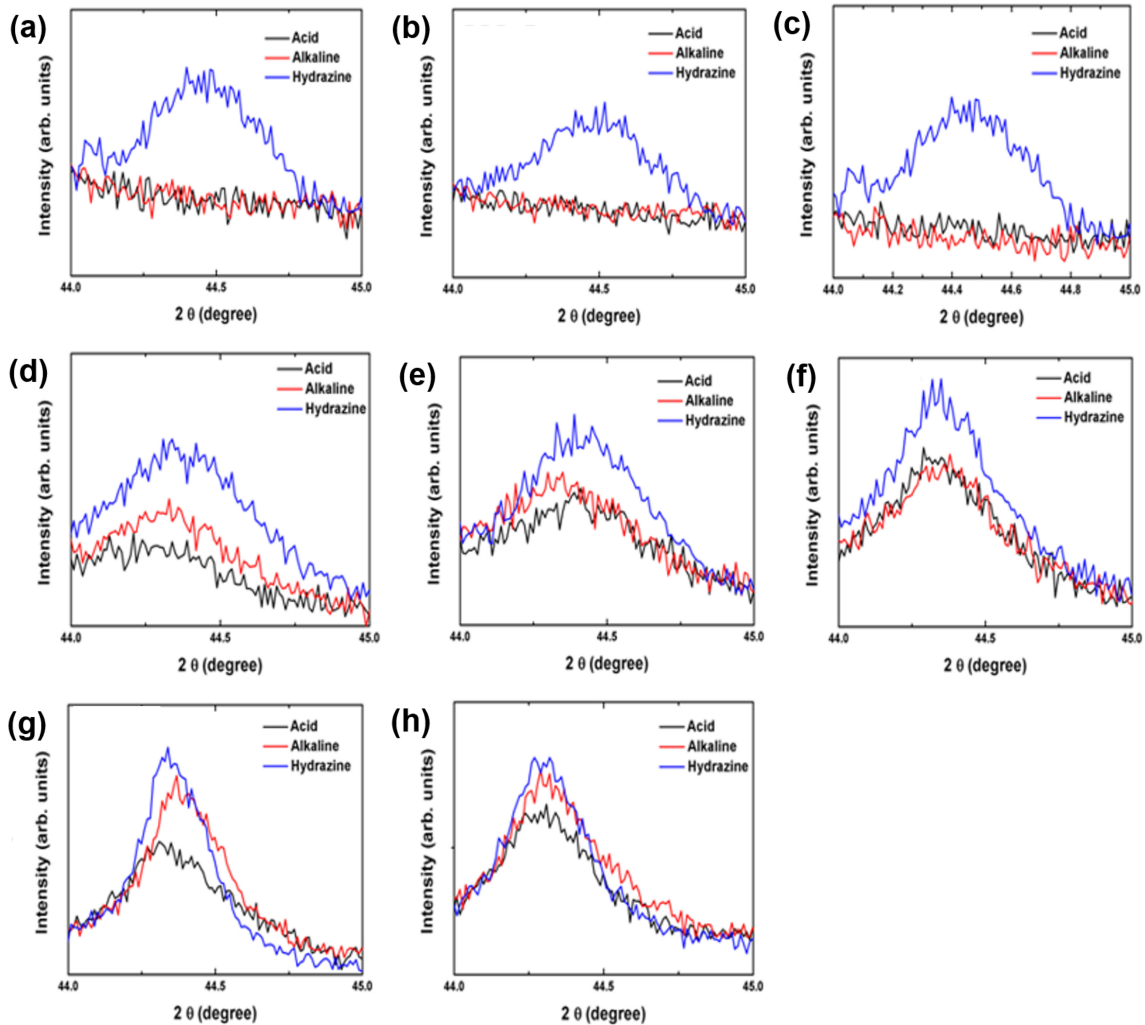 (a)
Acid
Alkaline
Hydrazine
Intensity (arb. units)
44.0 44.5 45.0
2 θ (degree)
(b)
Acid
Alkaline
Hydrazine
Intensity (arb. units)
44.0 44.5 45.0
2 θ (degree)
(c)
Acid
Alkaline
Hydrazine
Intensity (arb. units)
44.0 44.2 44.4 44.6 44.8 45.0
2 θ (degree)
(d)
Acid
Alkaline
Hydrazine
Intensity (arb. units)
44.0 44.5 45.0
2 θ (degree)
(e)
Acid
Alkaline
Hydrazine
Intensity (arb. units)
44.0 44.5 45.0
2 θ (degree)
(f)
Acid
Alkaline
Hydrazine
Intensity (arb. units)
44.0 44.5 45.0
2 θ (degree)
(g)
Acid
Alkaline
Hydrazine
Intensity (arb. units)
44.0 44.5 45.0
2 θ (degree)
(h)
Acid
Alkaline
Hydrazine
Intensity (arb. units)
44.0 44.5 45.0
2 θ (degree)